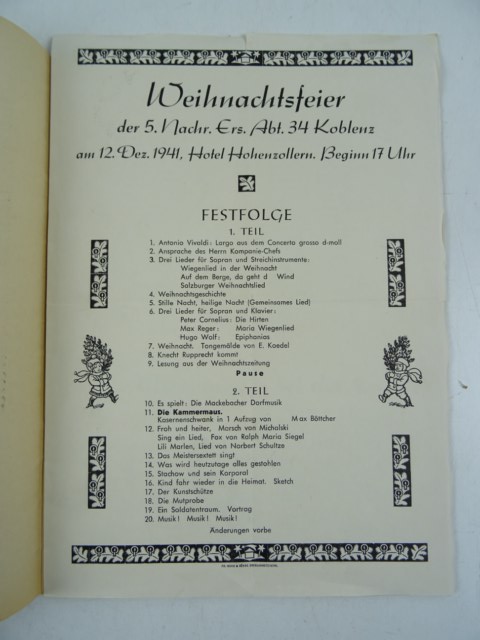 Weihnachtsfeier
der 5. Nachr. Ers. Abt. 34 Koblenz
am 12. Dez. 1941, Hotel Hohenzollern. Beginn 17 Uhr
FESTFOLGE
1. TEIL
1. Antonio Vivaldi: Largo aus dem Concerto grosso d-moll
2. Ansprache des Herrn Kompanie-Chefs
3. Drei Lieder für Sopran und Streichinstrumente:
Wiegenlied in der Weihnacht
Auf dem Berge, da geht d Wind
Salzburger Weihnachtslied
4. Weihnachtsgeschichte
5. Stille Nacht, heilige Nacht (Gemeinsames Lied)
6. Drei Lieder für Sopran und Klavier:
Peter Cornelius: Die Hirten
Max Reger: Maria Wiegenlied
Hugo Wolf: Epiphanias
7. Weihnacht. Tongemälde von E. Koedel
8. Knecht Rupprecht kommt
9. Lesung aus der Weihnachtszeitung
Pause
2. TEIL
10. Es spielt: Die Mackebacher Dorfmusik
11. Die Kammermaus.
Kasernenschwank in 1 Aufzug von Max Böttcher
12. Froh und heiter, Marsch von Micholski
Sing ein Lied, Fox von Ralph Maria Siegel
Lili Marlen, Lied von Norbert Schultze
13. Das Meistersextett singt
14. Was wird heutzutage alles gestohlen
15. Stachow und sein Korporal
16. Kind fahr wieder in die Heimat. Sketch
17. Der Kunstschütze
18. Die Mutprobe
19. Ein Soldatentraum. Vortrag
20. Musik! Musik! Musik!
Änderungen vorbe